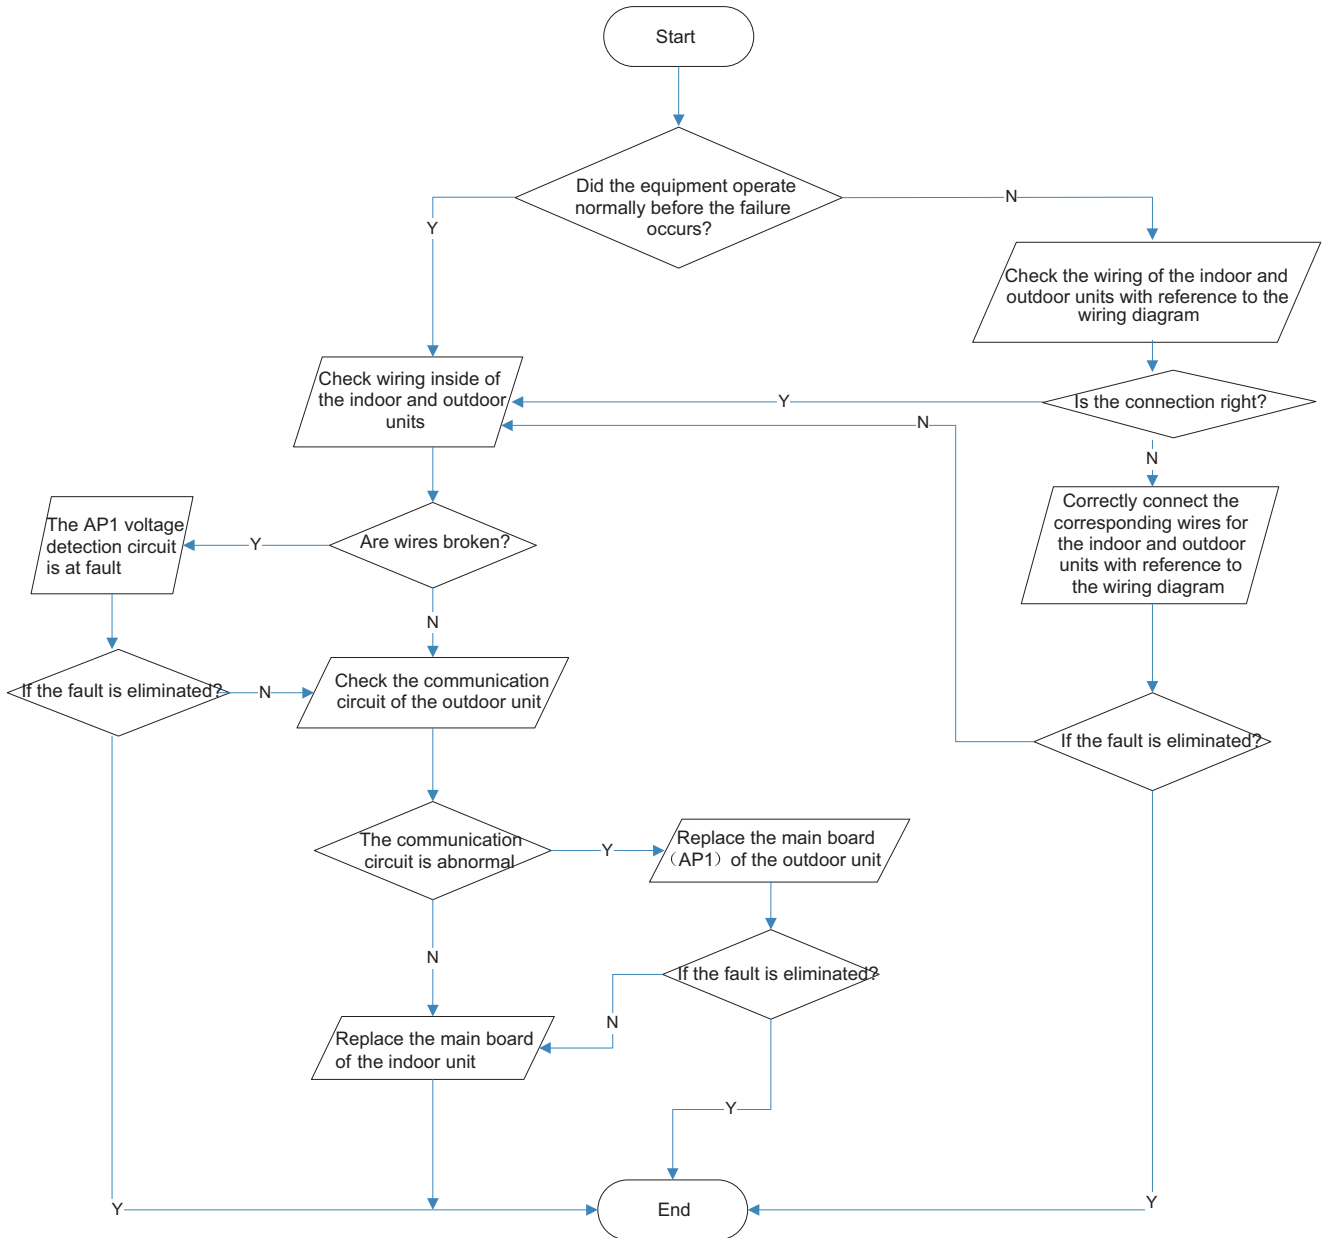 Start
Did the equipment operate
normally before the failure
occurs?
Y
N
Check the wiring of the indoor and
outdoor units with reference to the
wiring diagram
Check wiring inside of
the indoor and outdoor
units
Y
Is the connection right?
N
N
Correctly connect the
corresponding wires for
the indoor and outdoor
units with reference to
the wiring diagram
The AP1 voltage
detection circuit
is at fault
Y
Are wires broken?
N
If the fault is eliminated?
N
Check the communication
circuit of the outdoor unit
If the fault is eliminated?
The communication
circuit is abnormal
Y
Replace the main board
（AP1）of the outdoor unit
N
If the fault is eliminated?
N
Replace the main board
of the indoor unit
Y
Y
End
Y